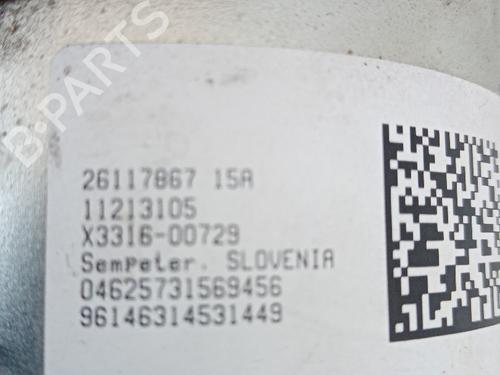 B-PARTS
26117867 15A
11213105
X3316-00729
Sempeter, SLOVENIA
04625731569456
96146314531449